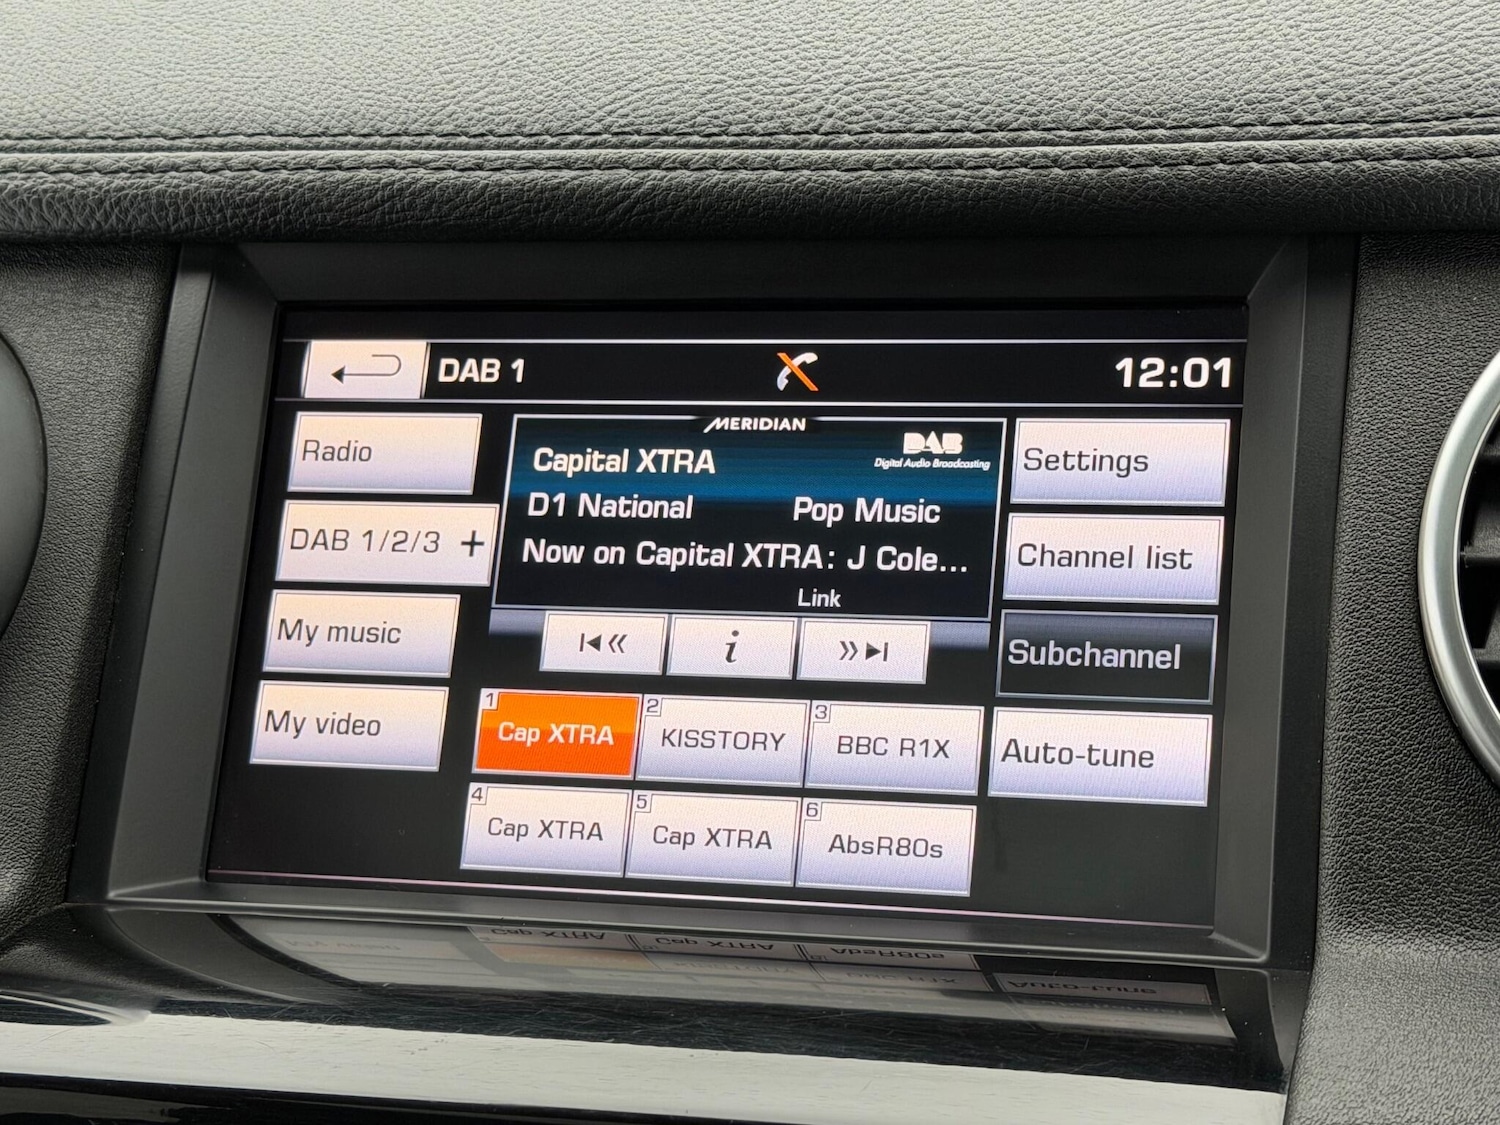 DAB 1
12:01
Radio
DAB 1/2/3 +
My music
My video
MERIDIAN
DAB
Digital Audio Broadcasting
Capital XTRA
D1 National Pop Music
Now on Capital XTRA: J Cole...
Link
i
1
Cap XTRA
2
KISSTORY
3
BBC R1X
4
Cap XTRA
5
Cap XTRA
6
AbsR80s
Settings
Channel list
Subchannel
Auto-tune